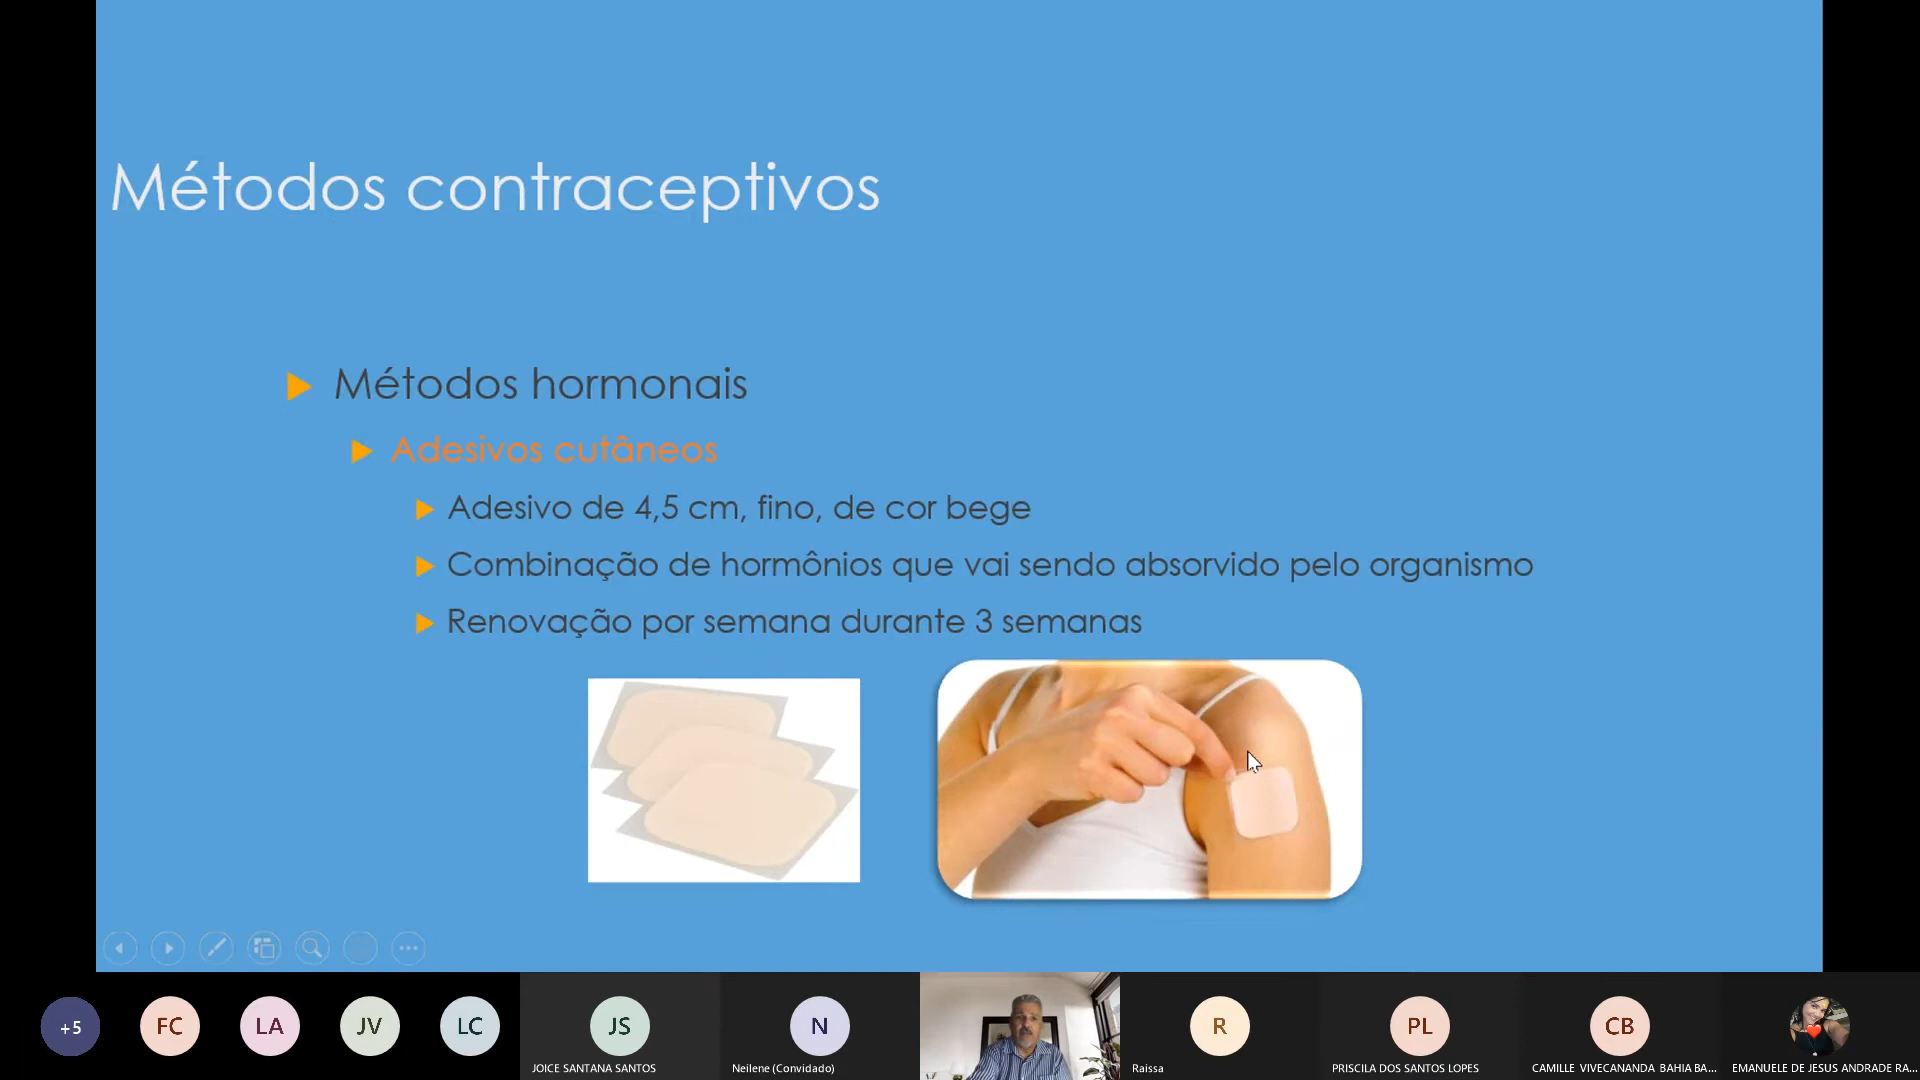 Métodos contraceptivos
Métodos hormonais
Adesivos cutâneos
Adesivo de 4,5 cm, fino, de cor bege
Combinação de hormônios que vai sendo absorvido pelo organismo
Renovação por semana durante 3 semanas
+5
FC
LA
JV
LC
JS
N
R
PL
CB
JOICE SANTANA SANTOS
Neilene (Convidado)
Raissa
PRISCILA DOS SANTOS LOPES
CAMILLE VIVECANANDA BAHIA BA...
EMANUELE DE JESUS ANDRADE RA...